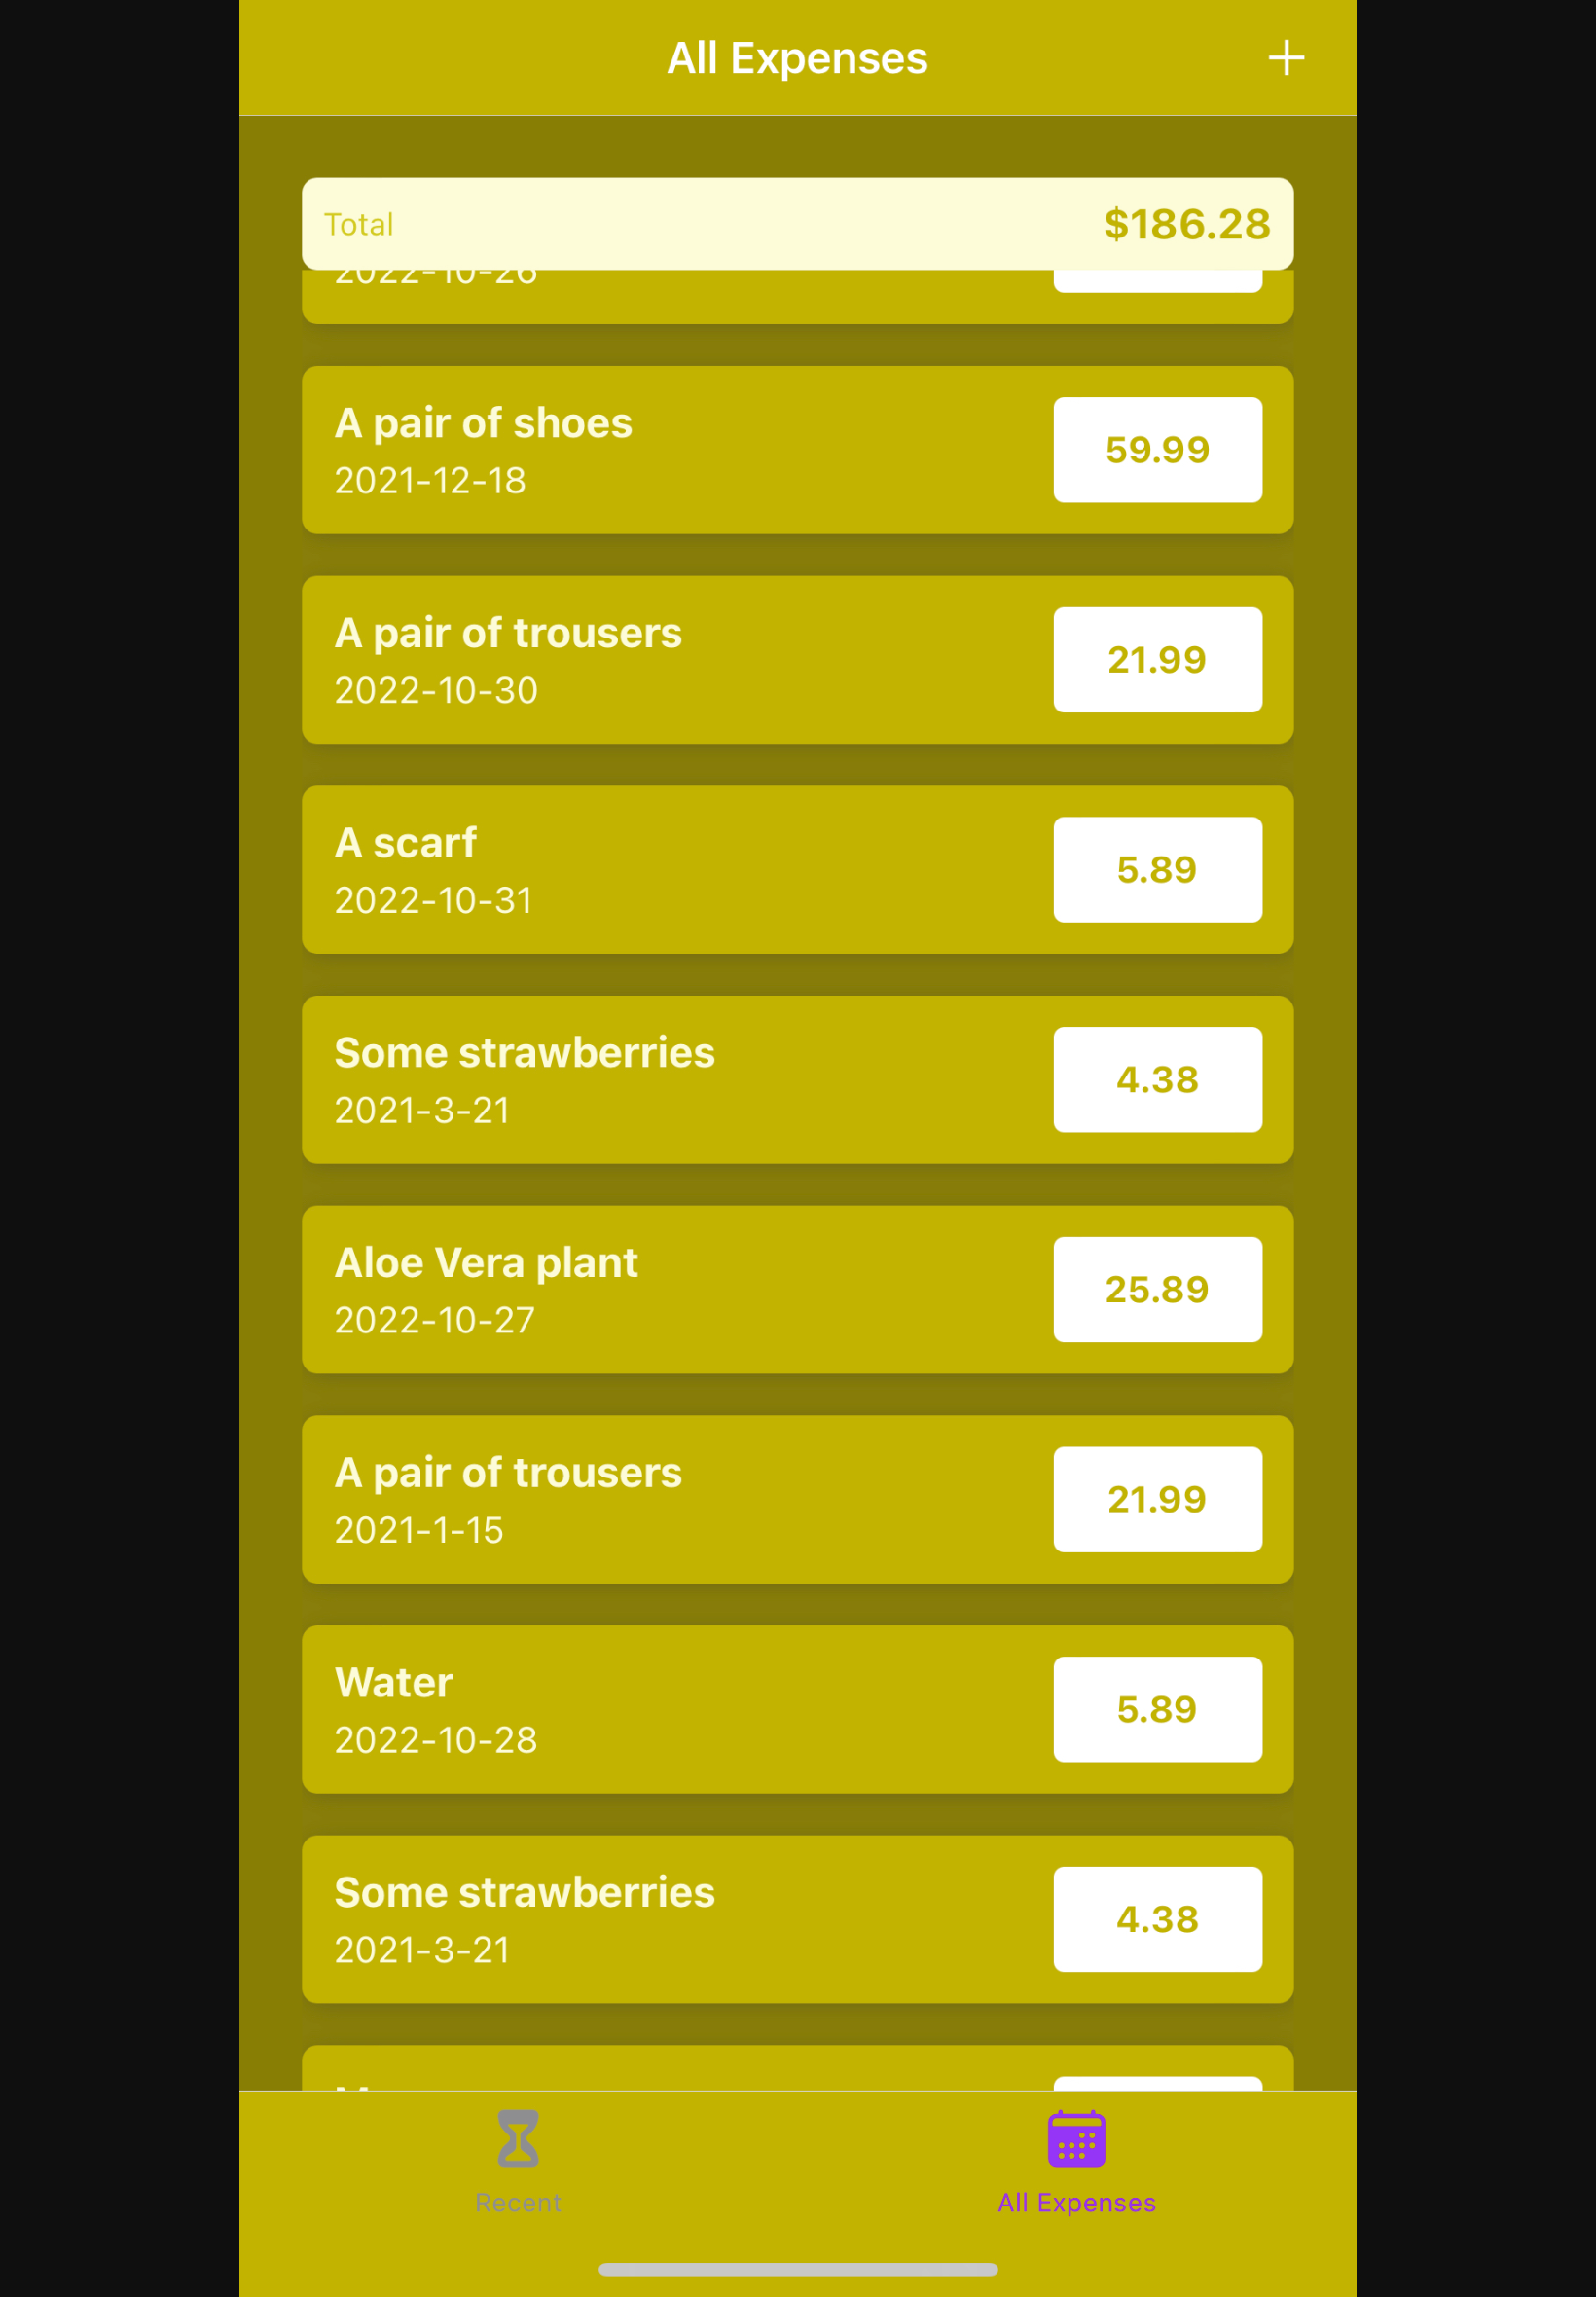 All Expenses
Total
$186.28
2022-10-26
A pair of shoes
59.99
2021-12-18
A pair of trousers
21.99
2022-10-30
A scarf
5.89
2022-10-31
Some strawberries
4.38
2021-3-21
Aloe Vera plant
25.89
2022-10-27
A pair of trousers
21.99
2021-1-15
Water
5.89
2022-10-28
Some strawberries
4.38
2021-3-21
Recent
All Expenses